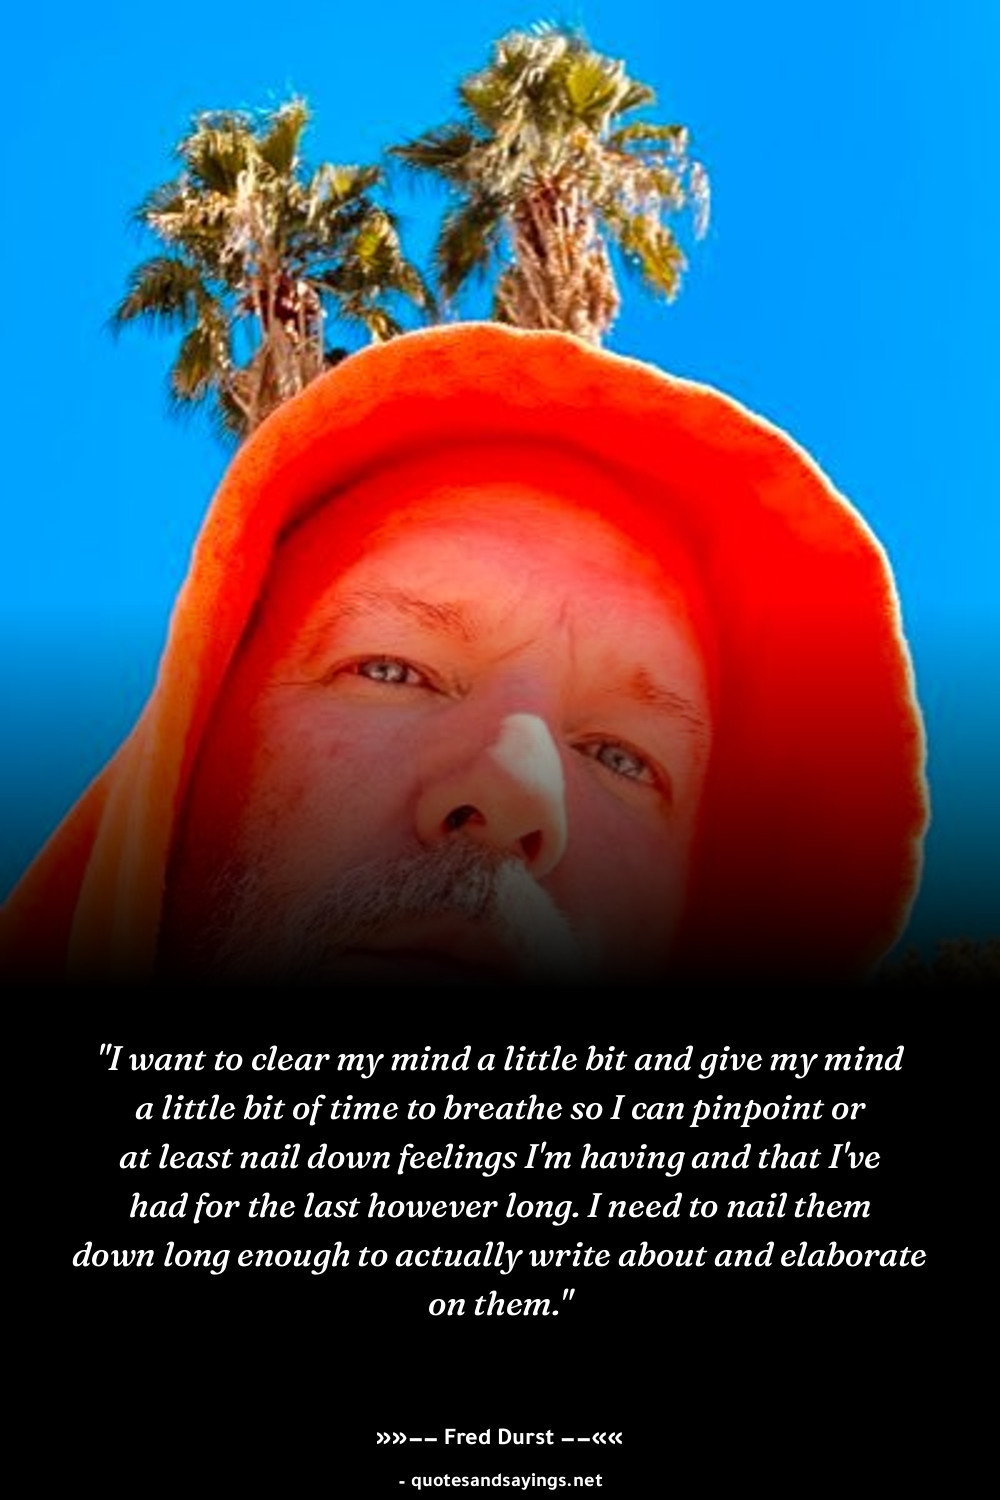 "I want to clear my mind a little bit and give my mind
a little bit of time to breathe so I can pinpoint or
at least nail down feelings I'm having and that I've
had for the last however long. I need to nail them
down long enough to actually write about and elaborate
on them."
»»−− Fred Durst −−««
- quotesandsayings.net